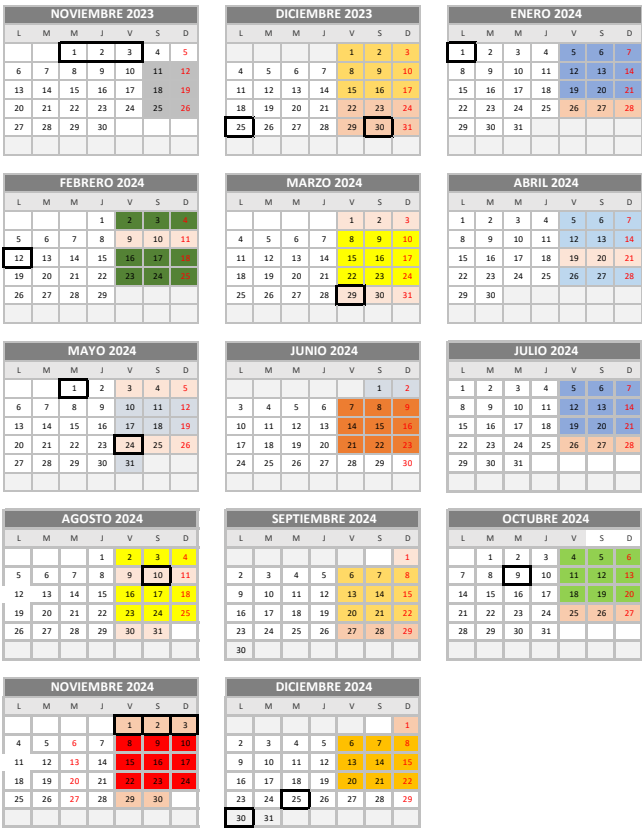 NOVIEMBRE 2023
L M M J V S D
1 2 3 4 5
6 7 8 9 10 11 12
13 14 15 16 17 18 19
20 21 22 23 24 25 26
27 28 29 30
DICIEMBRE 2023
L M M J V S D
1 2 3
4 5 6 7 8 9 10
11 12 13 14 15 16 17
18 19 20 21 22 23 24
25 26 27 28 29 30 31
ENERO 2024
L M M J V S D
1 2 3 4 5 6 7
8 9 10 11 12 13 14
15 16 17 18 19 20 21
22 23 24 25 26 27 28
29 30 31
FEBRERO 2024
L M M J V S D
1 2 3 4
5 6 7 8 9 10 11
12 13 14 15 16 17 18
19 20 21 22 23 24 25
26 27 28 29
MARZO 2024
L M M J V S D
1 2 3
4 5 6 7 8 9 10
11 12 13 14 15 16 17
18 19 20 21 22 23 24
25 26 27 28 29 30 31
ABRIL 2024
L M M J V S D
1 2 3 4 5 6 7
8 9 10 11 12 13 14
15 16 17 18 19 20 21
22 23 24 25 26 27 28
29 30
MAYO 2024
L M M J V S D
1 2 3 4 5
6 7 8 9 10 11 12
13 14 15 16 17 18 19
20 21 22 23 24 25 26
27 28 29 30 31
JUNIO 2024
L M M J V S D
1 2
3 4 5 6 7 8 9
10 11 12 13 14 15 16
17 18 19 20 21 22 23
24 25 26 27 28 29 30
JULIO 2024
L M M J V S D
1 2 3 4 5 6 7
8 9 10 11 12 13 14
15 16 17 18 19 20 21
22 23 24 25 26 27 28
29 30 31
AGOSTO 2024
L M M J V S D
1 2 3 4
5 6 7 8 9 10 11
12 13 14 15 16 17 18
19 20 21 22 23 24 25
26 27 28 29 30 31
SEPTIEMBRE 2024
L M M J V S D
1
2 3 4 5 6 7 8
9 10 11 12 13 14 15
16 17 18 19 20 21 22
23 24 25 26 27 28 29
30
OCTUBRE 2024
L M M J V S D
1 2 3 4 5 6
7 8 9 10 11 12 13
14 15 16 17 18 19 20
21 22 23 24 25 26 27
28 29 30 31
NOVIEMBRE 2024
L M M J V S D
1 2 3
4 5 6 7 8 9 10
11 12 13 14 15 16 17
18 19 20 21 22 23 24
25 26 27 28 29 30
DICIEMBRE 2024
L M M J V S D
1
2 3 4 5 6 7 8
9 10 11 12 13 14 15
16 17 18 19 20 21 22
23 24 25 26 27 28 29
30 31